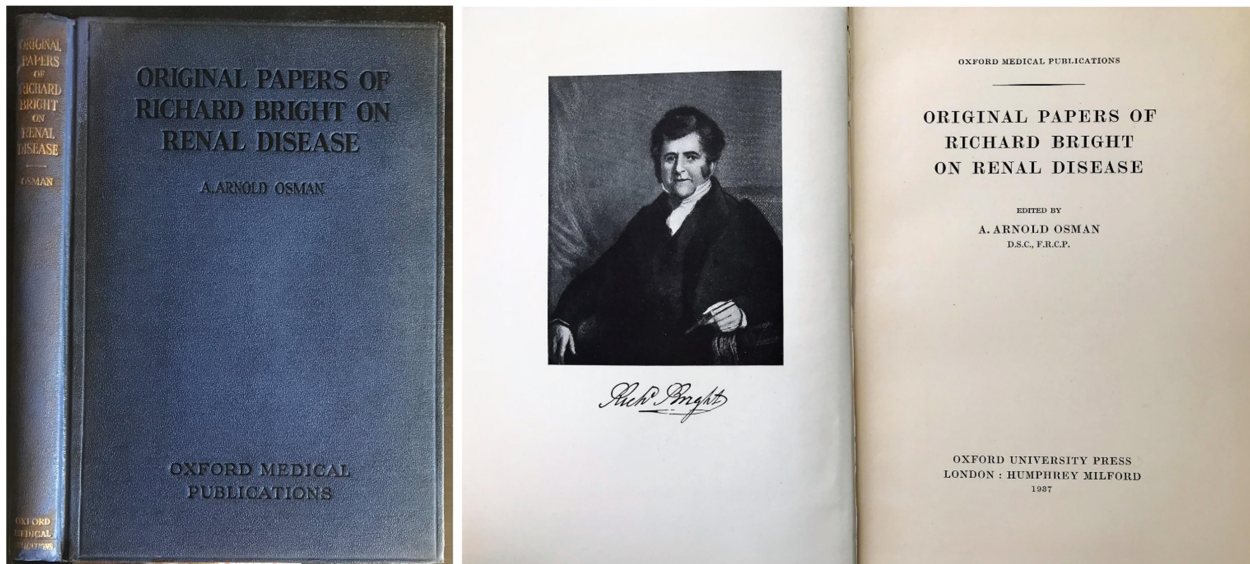 ORIGINAL
PAPERS
OF
RICHARD
BRIGHT
ON
RENAL
DISEASE
OSMAN
OXFORD
MEDICAL
PUBLICATIONS
ORIGINAL PAPERS OF
RICHARD BRIGHT ON
RENAL DISEASE
A. ARNOLD OSMAN
OXFORD MEDICAL
PUBLICATIONS
Richd Bright
OXFORD MEDICAL PUBLICATIONS
ORIGINAL PAPERS OF
RICHARD BRIGHT
ON RENAL DISEASE
EDITED BY
A. ARNOLD OSMAN
D.S.C., F.R.C.P.
OXFORD UNIVERSITY PRESS
LONDON : HUMPHREY MILFORD
1937